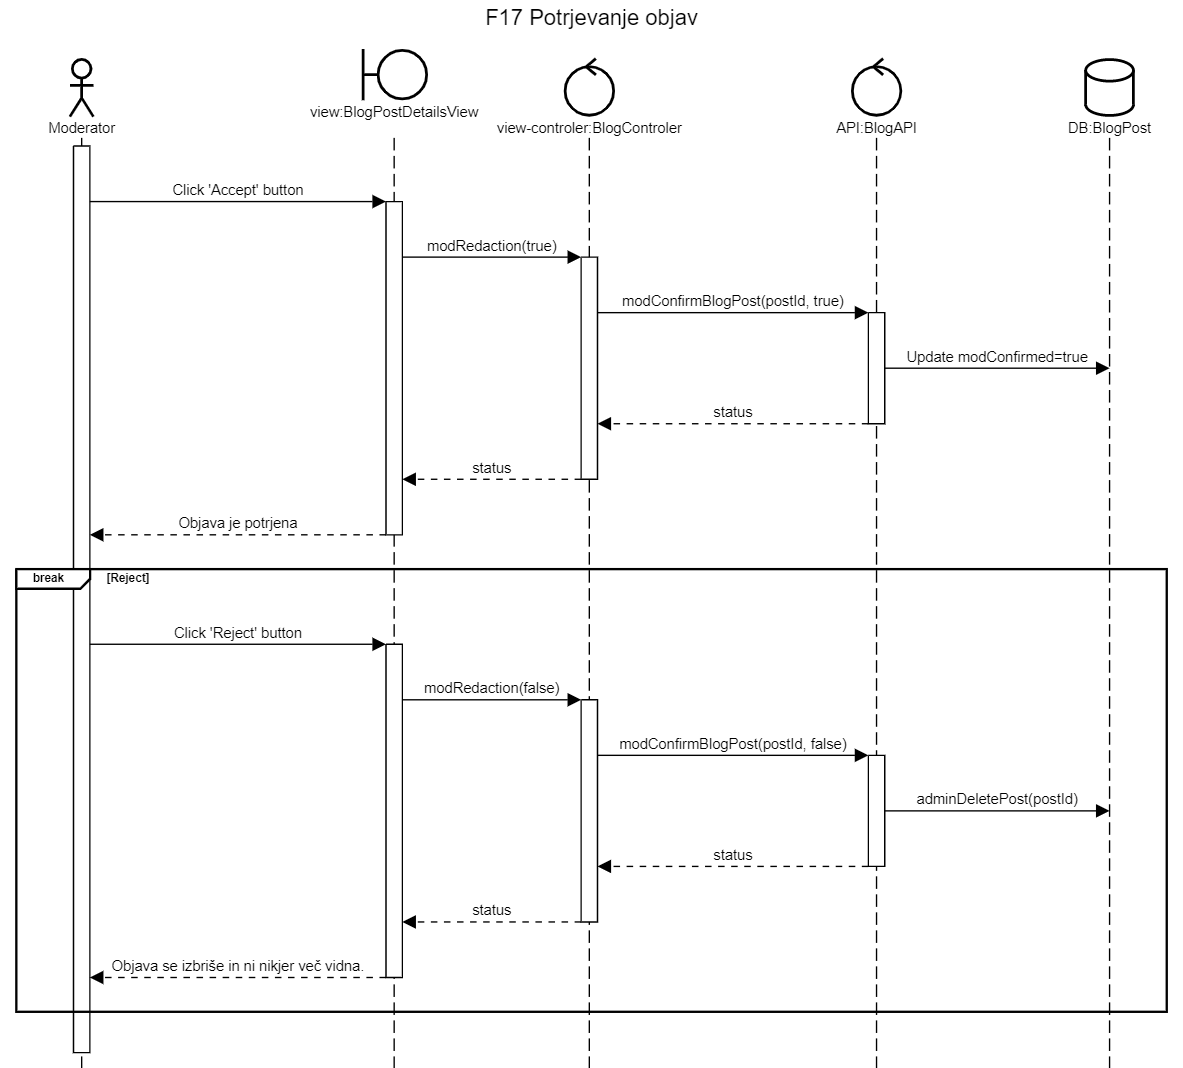 F17 Potrjevanje objav
Moderator
view:BlogPostDetailsView
view-controler:BlogControler
API:BlogAPI
DB:BlogPost
Click 'Accept' button
modRedaction(true)
modConfirmBlogPost(postId, true)
Update modConfirmed=true
status
status
Objava je potrjena
break
[Reject]
Click 'Reject' button
modRedaction(false)
modConfirmBlogPost(postId, false)
adminDeletePost(postId)
status
status
Objava se izbriše in ni nikjer več vidna.